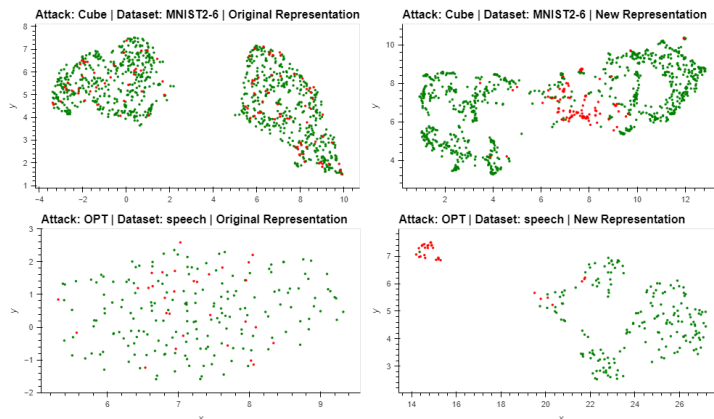 Attack: Cube | Dataset: MNIST2-6 | Original Representation
y
8
7
6
5
4
3
2
1
-4 -2 0 2 4 6 8 10
Attack: Cube | Dataset: MNIST2-6 | New Representation
y
10
8
6
4
2 4 6 8 10 12
Attack: OPT | Dataset: speech | Original Representation
y
3
2
1
0
-1
-2
6 7 8 9
Attack: OPT | Dataset: speech | New Representation
y
7
6
5
4
3
14 16 18 20 22 24 26